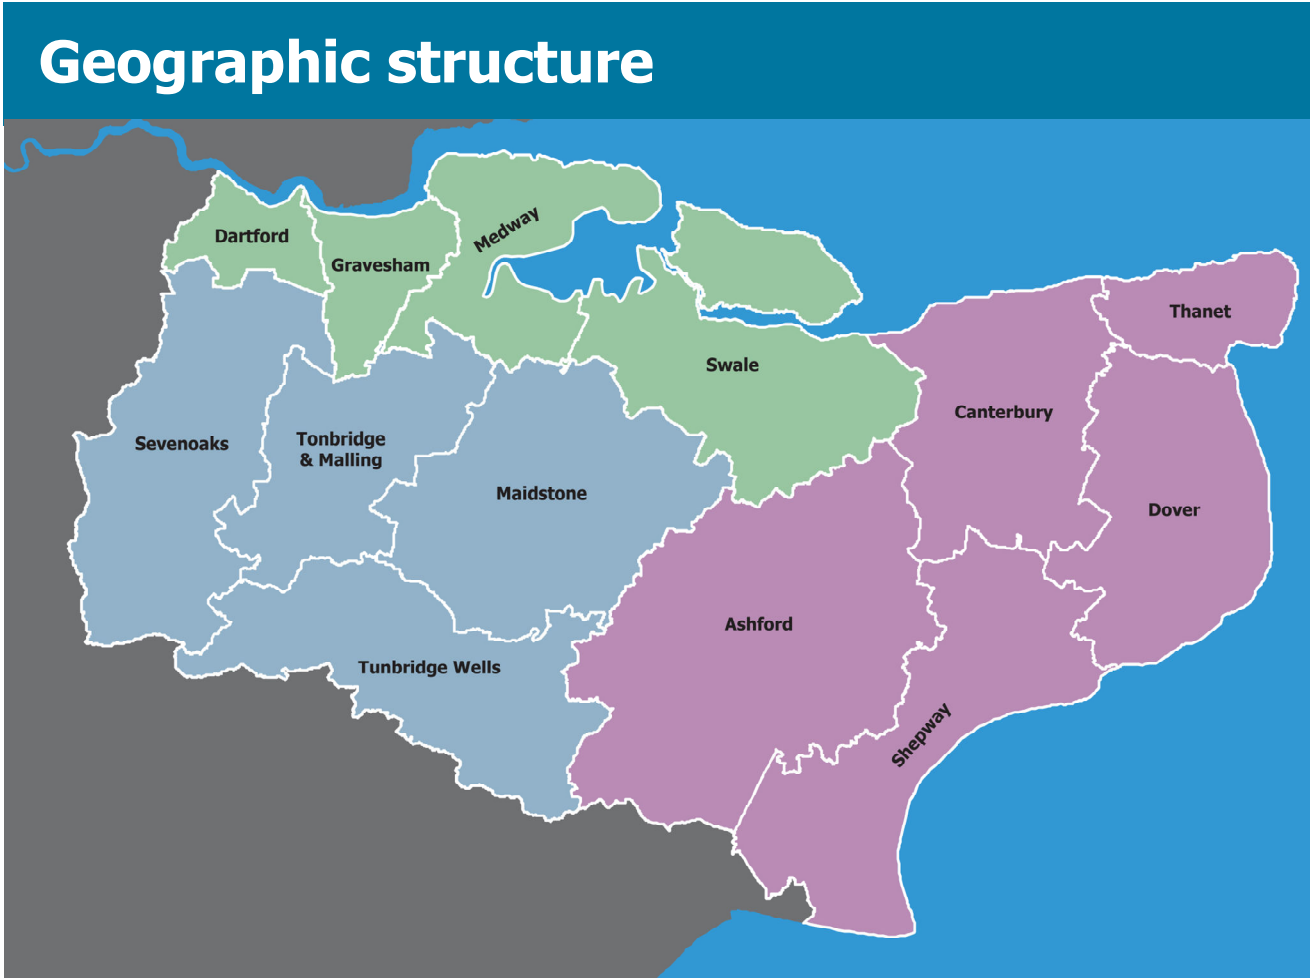 Geographic structure
Dartford
Gravesham
Medway
Thanet
Swale
Canterbury
Sevenoaks
Tonbridge
& Malling
Maidstone
Dover
Ashford
Tunbridge Wells
Shepway